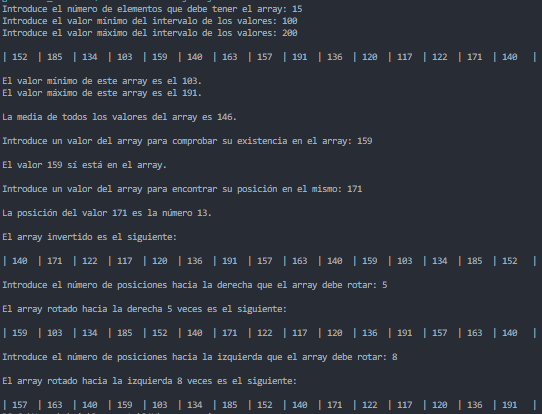 Introduce el número de elementos que debe tener el array: 15
Introduce el valor mínimo del intervalo de los valores: 100
Introduce el valor máximo del intervalo de los valores: 200
| 152 | 185 | 134 | 103 | 159 | 140 | 163 | 157 | 191 | 136 | 120 | 117 | 122 | 171 | 140 |
El valor mínimo de este array es el 103.
El valor máximo de este array es el 191.
La media de todos los valores del array es 146.
Introduce un valor del array para comprobar su existencia en el array: 159
El valor 159 sí está en el array.
Introduce un valor del array para encontrar su posición en el mismo: 171
La posición del valor 171 es la número 13.
El array invertido es el siguiente:
| 140 | 171 | 122 | 117 | 120 | 136 | 191 | 157 | 163 | 140 | 159 | 103 | 134 | 185 | 152 |
Introduce el número de posiciones hacia la derecha que el array debe rotar: 5
El array rotado hacia la derecha 5 veces es el siguiente:
| 159 | 103 | 134 | 185 | 152 | 140 | 171 | 122 | 117 | 120 | 136 | 191 | 157 | 163 | 140 |
Introduce el número de posiciones hacia la izquierda que el array debe rotar: 8
El array rotado hacia la izquierda 8 veces es el siguiente:
| 157 | 163 | 140 | 159 | 103 | 134 | 185 | 152 | 140 | 171 | 122 | 117 | 120 | 136 | 191 |